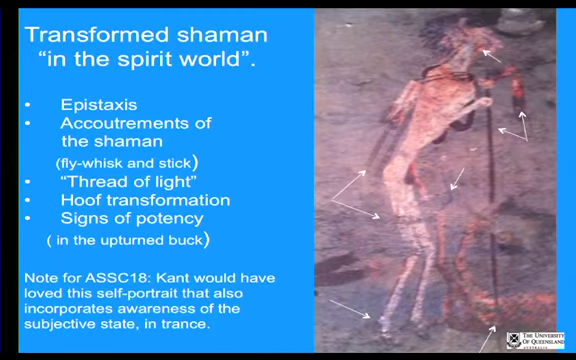 Transformed shaman
“in the spirit world”.
• Epistaxis
• Accoutrements of
the shaman
(fly-whisk and stick)
• “Thread of light”
• Hoof transformation
• Signs of potency
( in the upturned buck)
Note for ASSC18: Kant would have
loved this self-portrait that also
incorporates awareness of the
subjective state, in trance.
THE UNIVERSITY
OF QUEENSLAND
AUSTRALIA